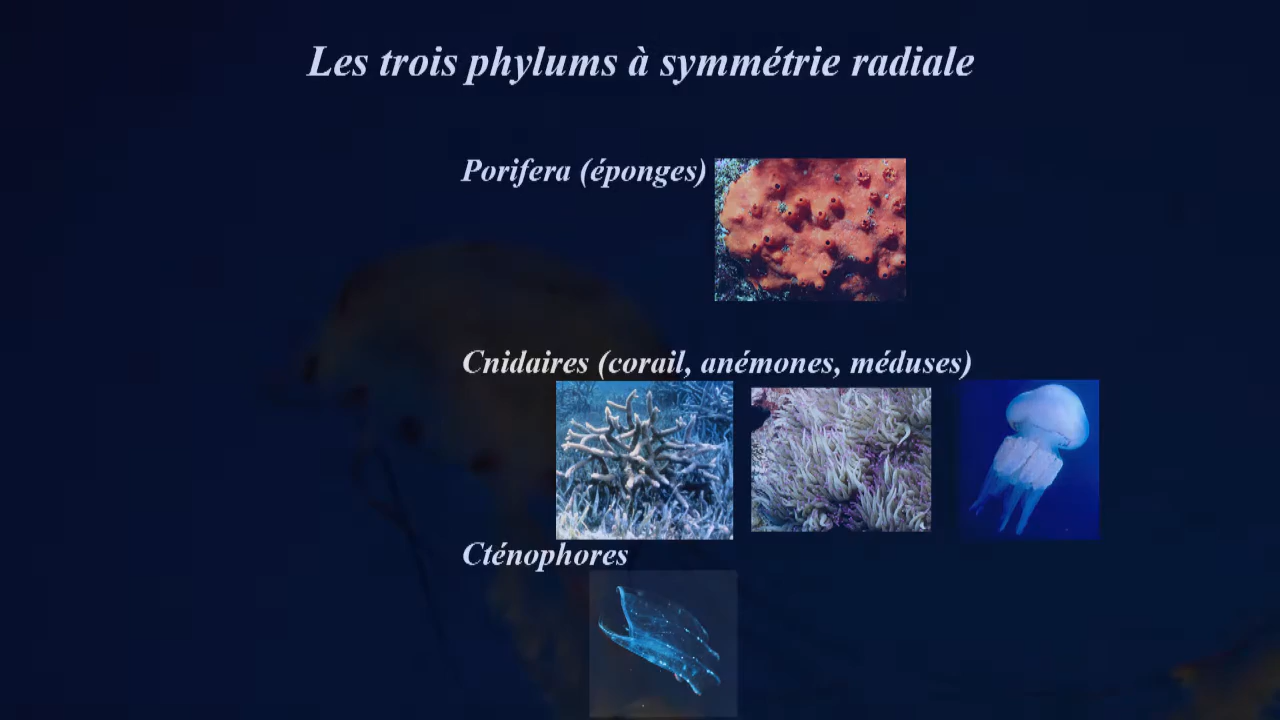 Les trois phylums à symmétrie radiale
Porifera (éponges)
Cnidaires (corail, anémones, méduses)
Cténophores